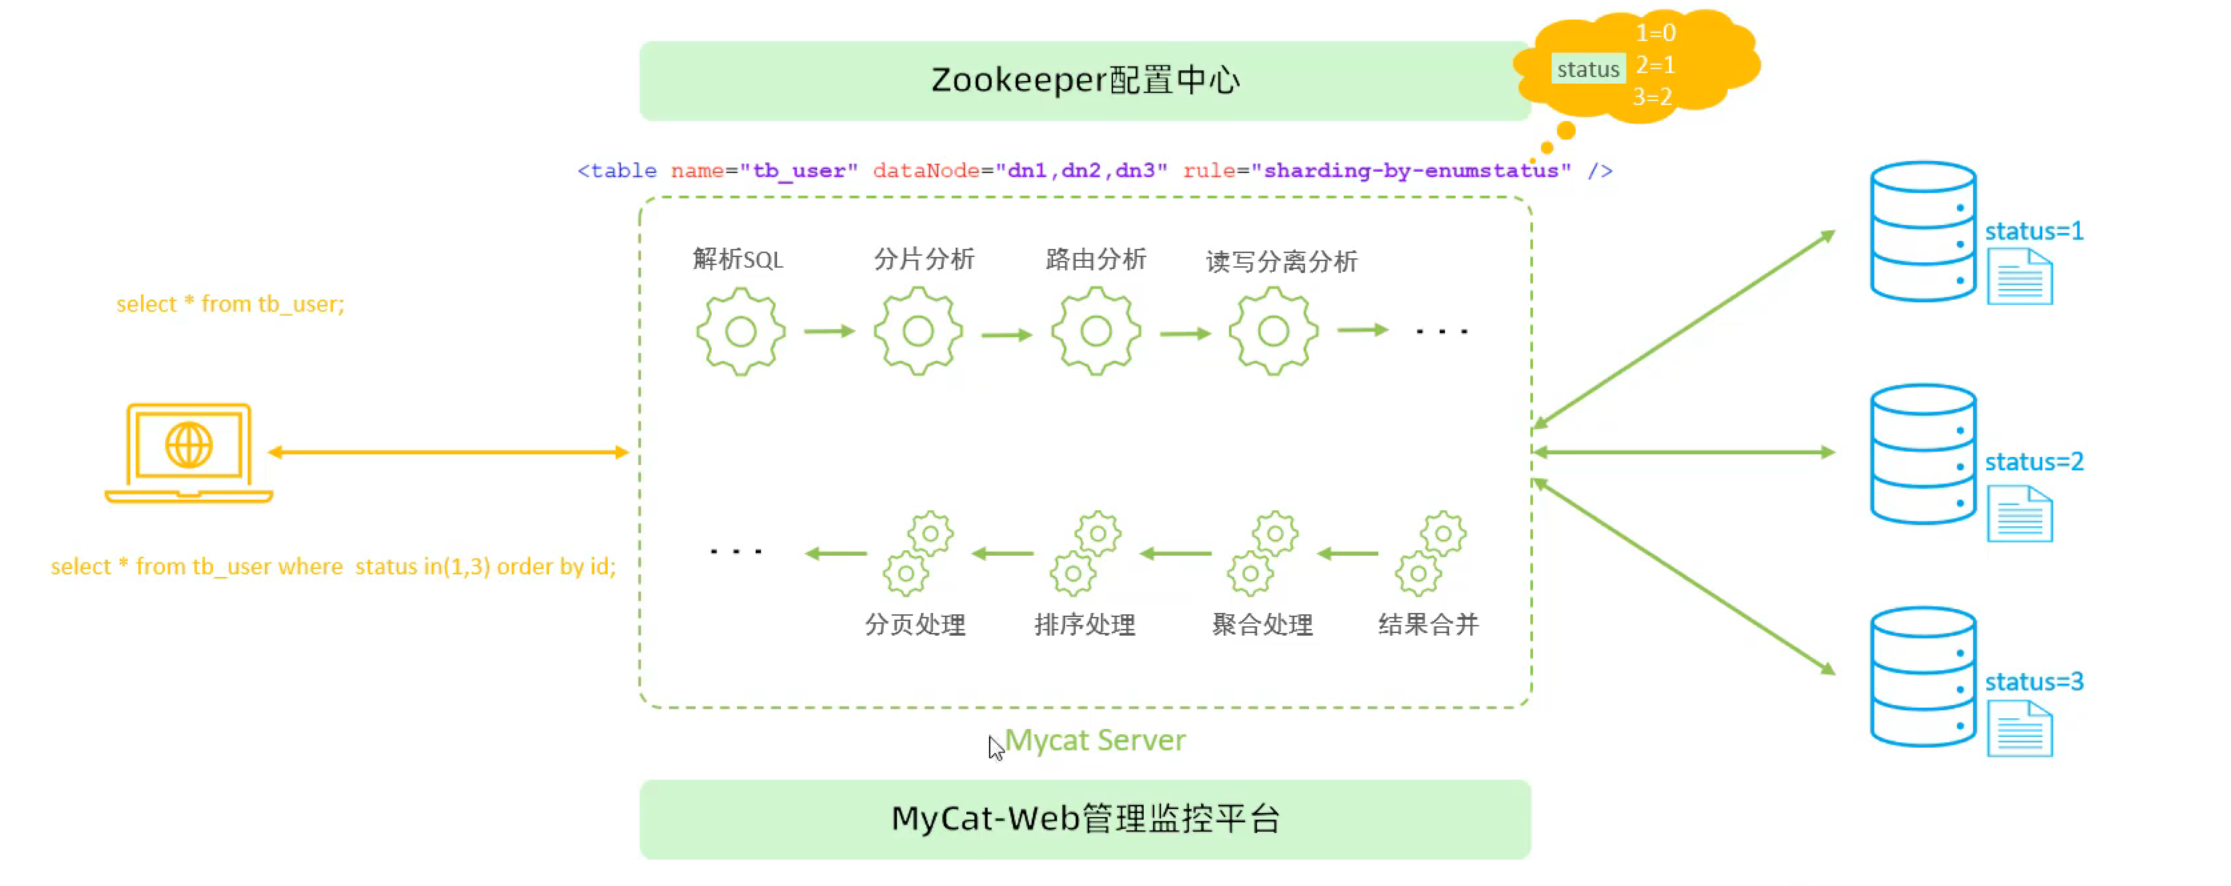 1=0
status 2=1
3=2
Zookeeper配置中心
<table name="tb_user" dataNode="dn1,dn2,dn3" rule="sharding-by-enumstatus" />
解析SQL 分片分析 路由分析 读写分离分析
...
select * from tb_user;
select * from tb_user where status in(1,3) order by id;
...
分页处理 排序处理 聚合处理 结果合并
status=1
status=2
status=3
Mycat Server
MyCat-Web管理监控平台